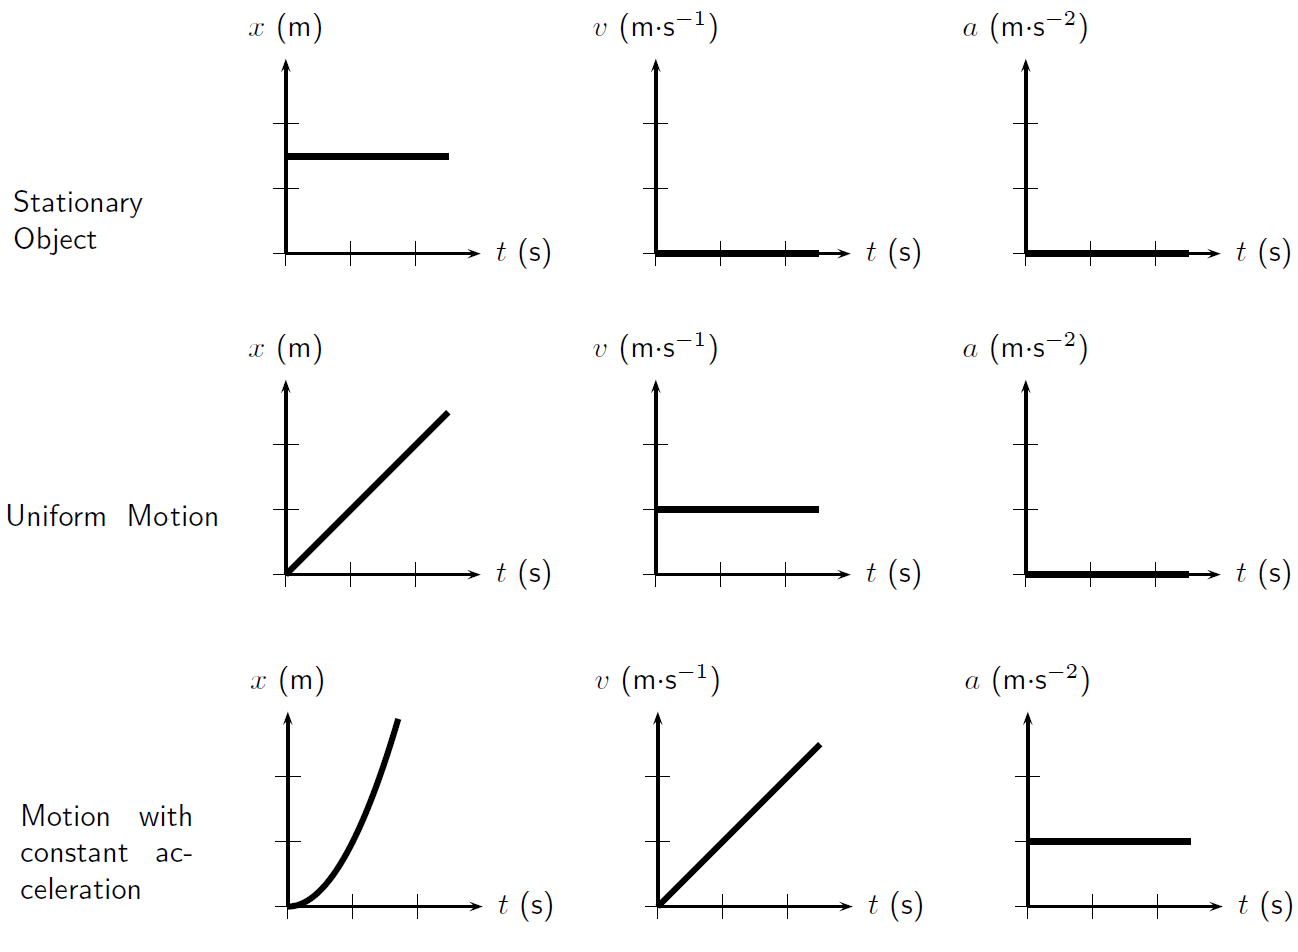 x (m)
v (m·s⁻¹)
a (m·s⁻²)
Stationary
Object
t (s)
t (s)
t (s)
x (m)
v (m·s⁻¹)
a (m·s⁻²)
Uniform Motion
t (s)
t (s)
t (s)
x (m)
v (m·s⁻¹)
a (m·s⁻²)
Motion with
constant ac-
celeration
t (s)
t (s)
t (s)